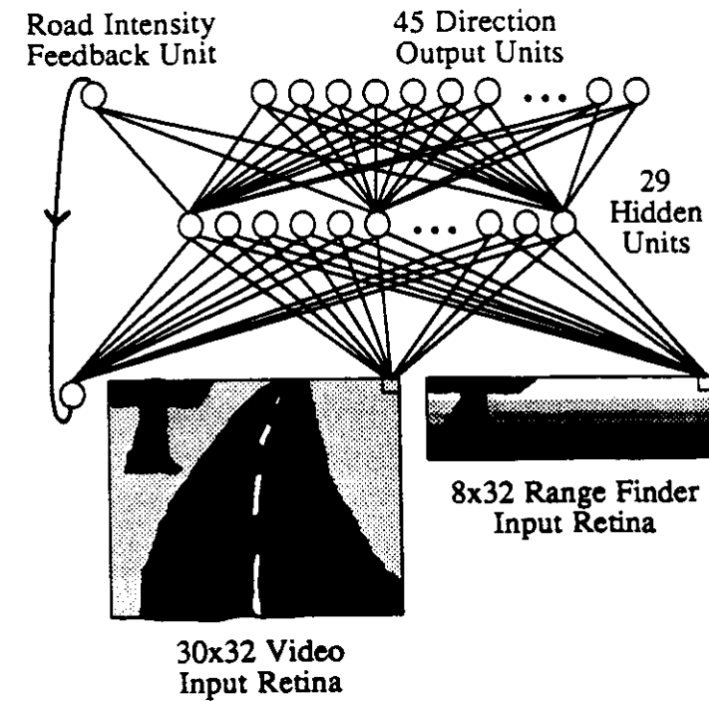 Road Intensity
Feedback Unit
45 Direction
Output Units
29
Hidden
Units
8x32 Range Finder
Input Retina
30x32 Video
Input Retina